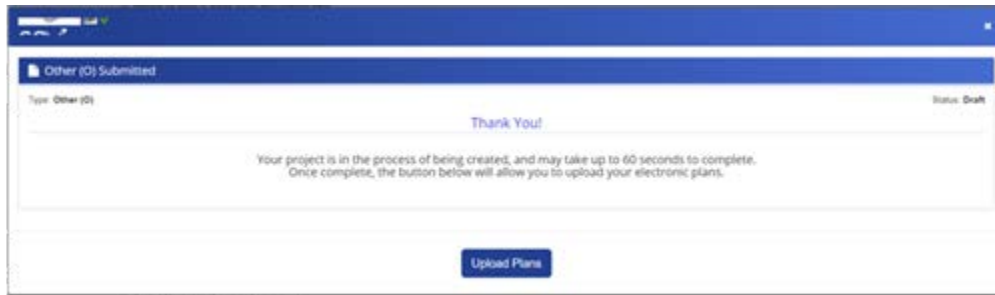 Other (O) Submitted
Type: Other (O)
Status: Draft
Thank You!
Your project is in the process of being created, and may take up to 60 seconds to complete.
Once complete, the button below will allow you to upload your electronic plans.
Upload Plans